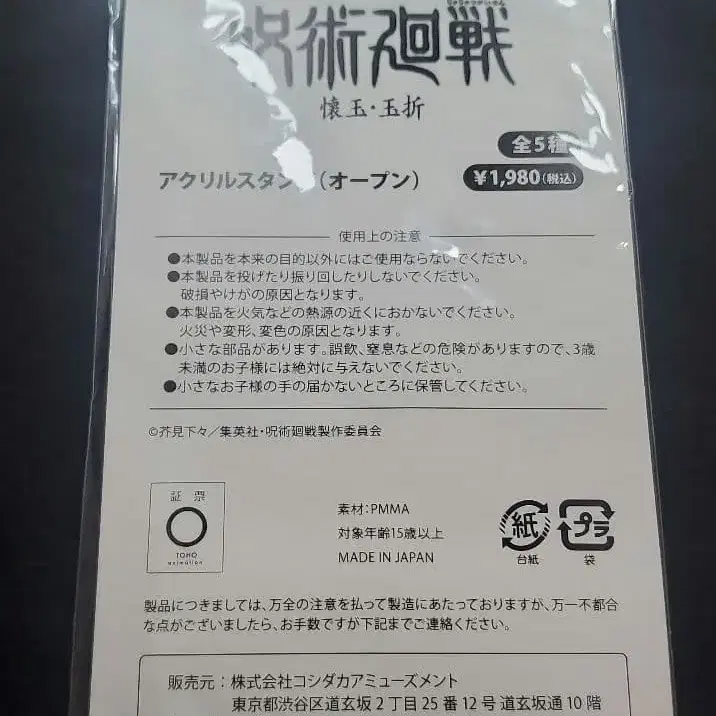 じゅじゅつかいせん
呪術廻戦
懐玉・玉折
全5種
アクリルスタンド(オープン)
¥1,980(税込)
使用上の注意
●本製品を本来の目的以外にはご使用ならないでください。
●本製品を投げたり振り回したりしないでください。
破損やけがの原因となります。
●本製品を火気などの熱源の近くにおかないでください。
火災や変形、変色の原因となります。
●小さな部品があります。誤飲、窒息などの危険がありますので、3歳
未満のお子様には絶対に与えないでください。
●小さなお子様の手の届かないところに保管してください。
©芥見下々/集英社・呪術廻戦製作委員会
証票
TOHO
animation
素材:PMMA
対象年齢15歳以上
MADE IN JAPAN
紙
台紙
プラ
袋
製品につきましては、万全の注意を払って製造にあたっておりますが、万一不都合
な点がございましたら、お手数ですが下記までご連絡ください。
販売元:株式会社コシダカアミューズメント
東京都渋谷区道玄坂2丁目25番12号 道玄坂通10階